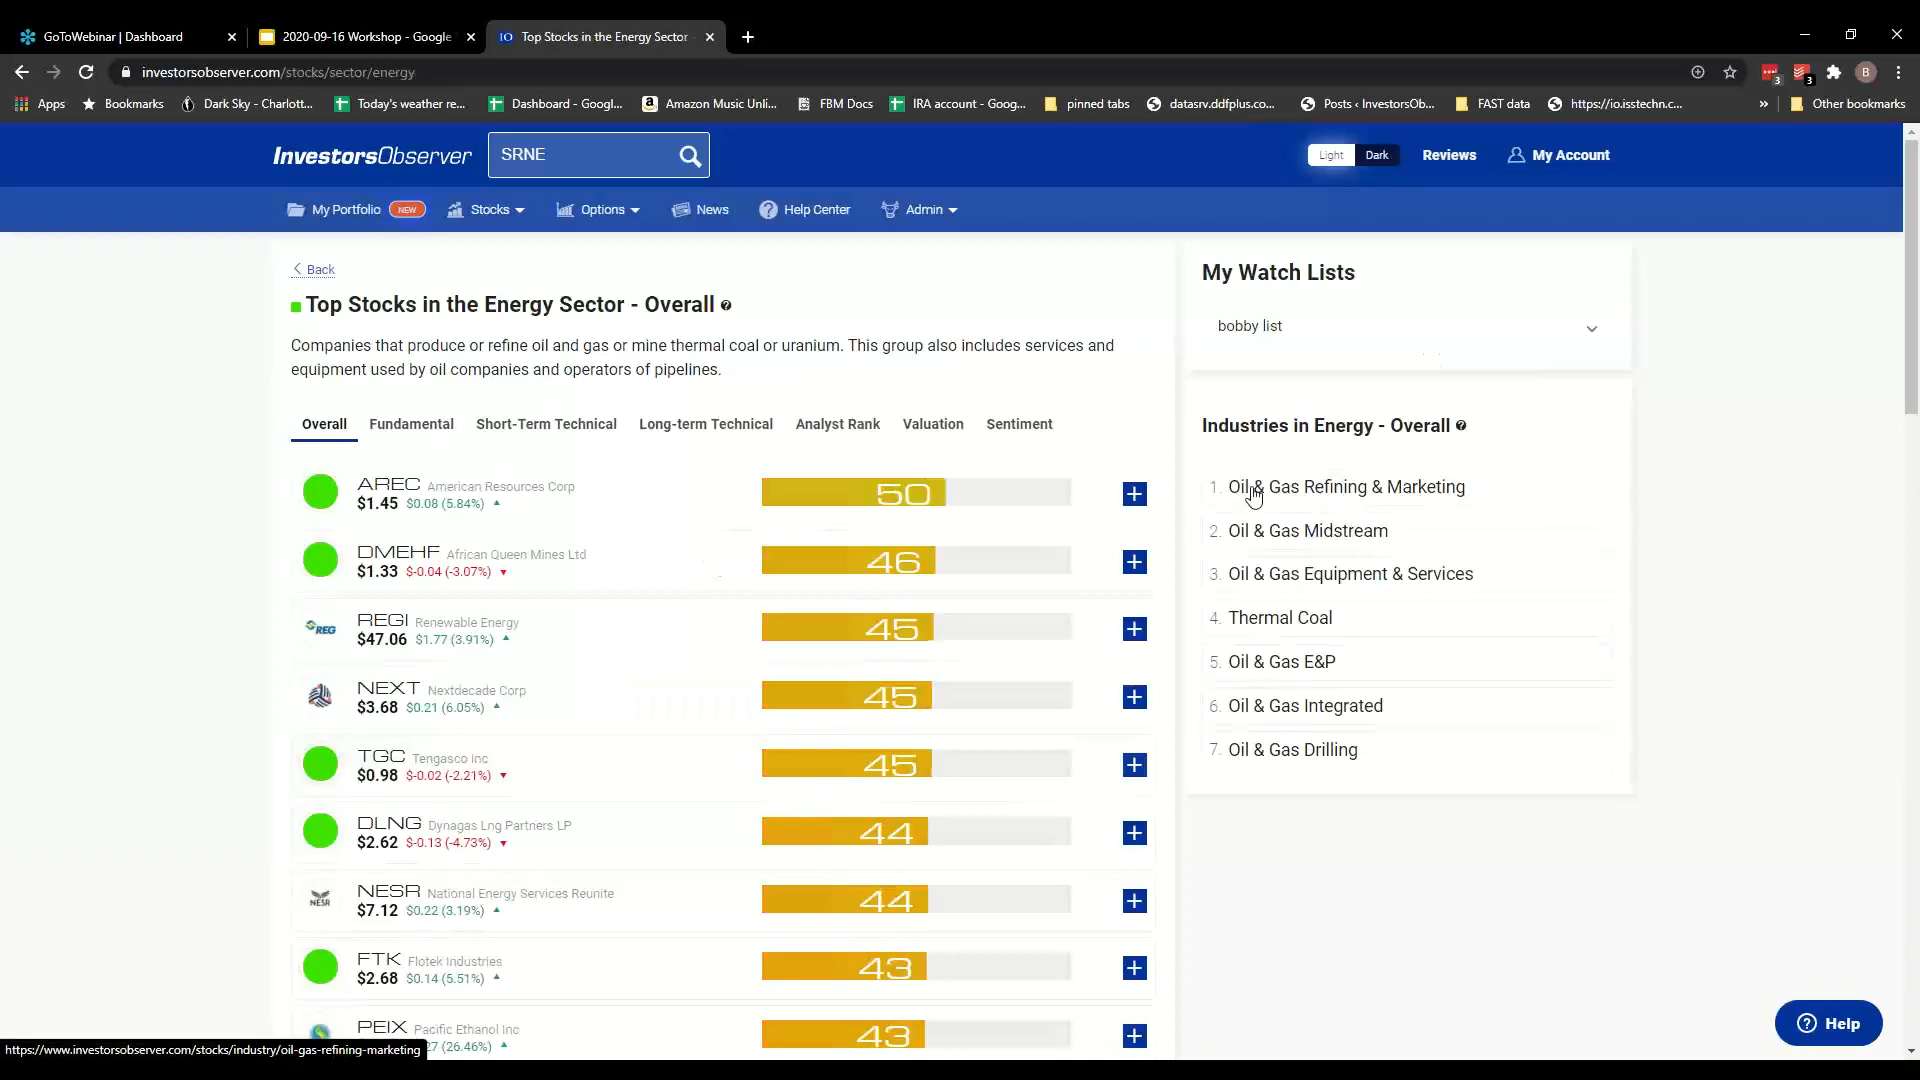 GoToWebinar | Dashboard
2020-09-16 Workshop - Google
IO Top Stocks in the Energy Sector
investorsobserver.com/stocks/sector/energy
3
3
B
Apps
Bookmarks
Dark Sky - Charlott...
Today's weather re...
Dashboard - Googl...
Amazon Music Unli...
FBM Docs
IRA account - Goog...
pinned tabs
datasrv.ddfplus.co...
Posts ‹ InvestorsOb...
FAST data
https://io.isstechn.c...
»
Other bookmarks
InvestorsObserver
SRNE
Light
Dark
Reviews
My Account
My Portfolio NEW
Stocks
Options
News
Help Center
Admin
Back
Top Stocks in the Energy Sector - Overall
Companies that produce or refine oil and gas or mine thermal coal or uranium. This group also includes services and
equipment used by oil companies and operators of pipelines.
Overall
Fundamental
Short-Term Technical
Long-term Technical
Analyst Rank
Valuation
Sentiment
AREC American Resources Corp
$1.45 $0.08 (5.84%)
50
DMEHF African Queen Mines Ltd
$1.33 $-0.04 (-3.07%)
46
REG
REGI Renewable Energy
$47.06 $1.77 (3.91%)
45
NEXT Nextdecade Corp
$3.68 $0.21 (6.05%)
45
TGC Tengasco Inc
$0.98 $-0.02 (-2.21%)
45
DLNG Dynagas Lng Partners LP
$2.62 $-0.13 (-4.73%)
44
NESR
NESR National Energy Services Reunite
$7.12 $0.22 (3.19%)
44
FTK Flotek Industries
$2.68 $0.14 (5.51%)
43
PEIX Pacific Ethanol Inc
27 (26.46%)
43
My Watch Lists
bobby list
Industries in Energy - Overall
1. Oil & Gas Refining & Marketing
2. Oil & Gas Midstream
3. Oil & Gas Equipment & Services
4. Thermal Coal
5. Oil & Gas E&P
6. Oil & Gas Integrated
7. Oil & Gas Drilling
Help
https://www.investorsobserver.com/stocks/industry/oil-gas-refining-marketing